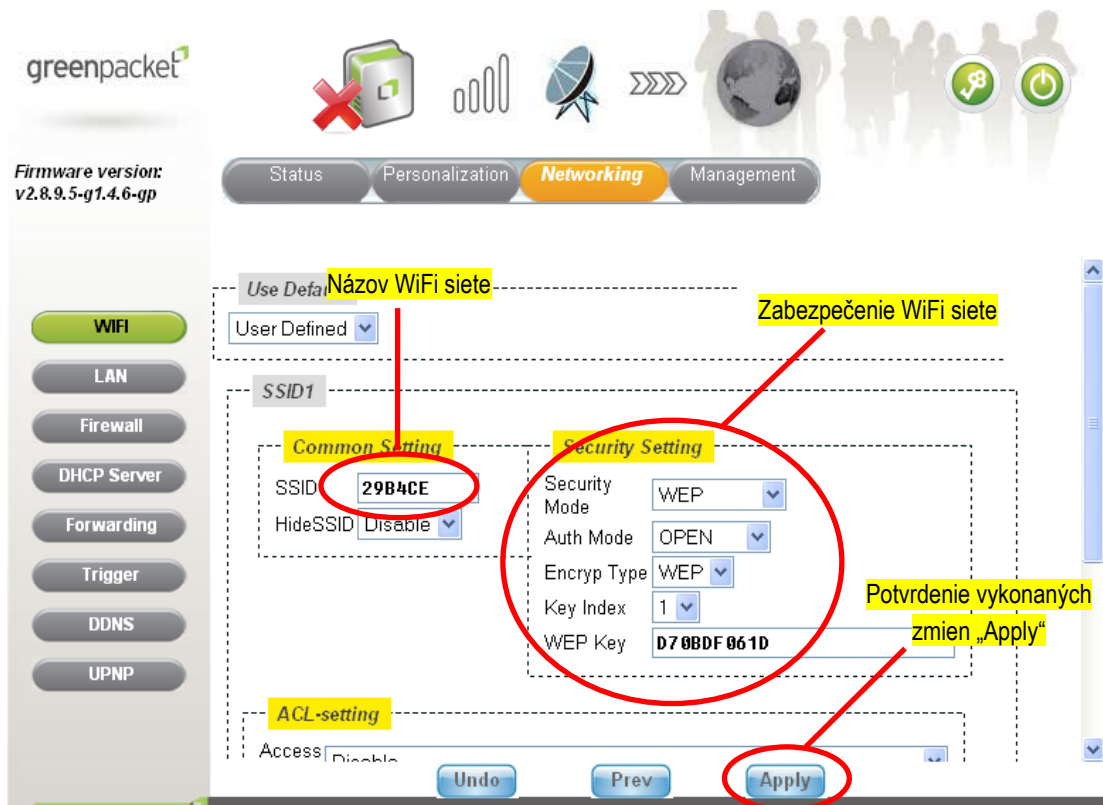 greenpacket
Firmware version:
v2.8.9.5-g1.4.6-gp
Status Personalization Networking Management
WIFI
LAN
Firewall
DHCP Server
Forwarding
Trigger
DDNS
UPNP
Use Defau
Názov WiFi siete
User Defined
Zabezpečenie WiFi siete
SSID1
Common Setting
SSID 29B4CE
HideSSID Disable
Security Setting
Security
Mode WEP
Auth Mode OPEN
Encryp Type WEP
Key Index 1
WEP Key D70BDF061D
Potvrdenie vykonaných
zmien „Apply“
ACL-setting
Access Disable
Undo Prev Apply